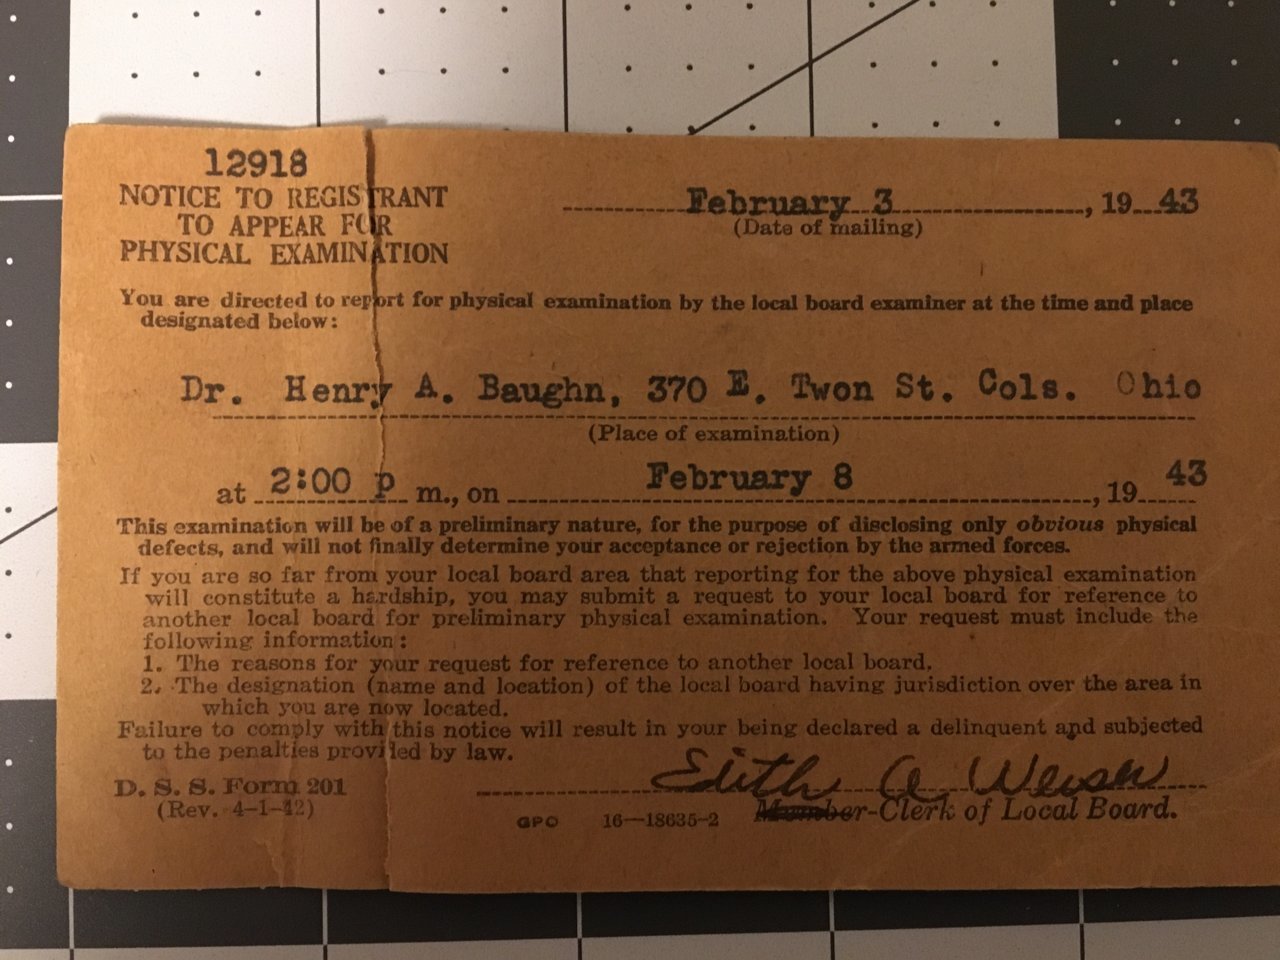 12918
NOTICE TO REGISTRANT
TO APPEAR FOR
PHYSICAL EXAMINATION
February 3, 19 43
(Date of mailing)
You are directed to report for physical examination by the local board examiner at the time and place
designated below:
Dr. Henry A. Baughn, 370 E. Twon St. Cols. Ohio
(Place of examination)
at 2:00 p m., on February 8, 19 43
This examination will be of a preliminary nature, for the purpose of disclosing only obvious physical
defects, and will not finally determine your acceptance or rejection by the armed forces.
If you are so far from your local board area that reporting for the above physical examination
will constitute a hardship, you may submit a request to your local board for reference to
another local board for preliminary physical examination. Your request must include the
following information:
1. The reasons for your request for reference to another local board.
2. The designation (name and location) of the local board having jurisdiction over the area in
which you are now located.
Failure to comply with this notice will result in your being declared a delinquent and subjected
to the penalties provided by law.
Edith A
D. S. S. Form 201
(Rev. 4-1-42)
GPO 16—18635-2
Member-Clerk of Local Board.